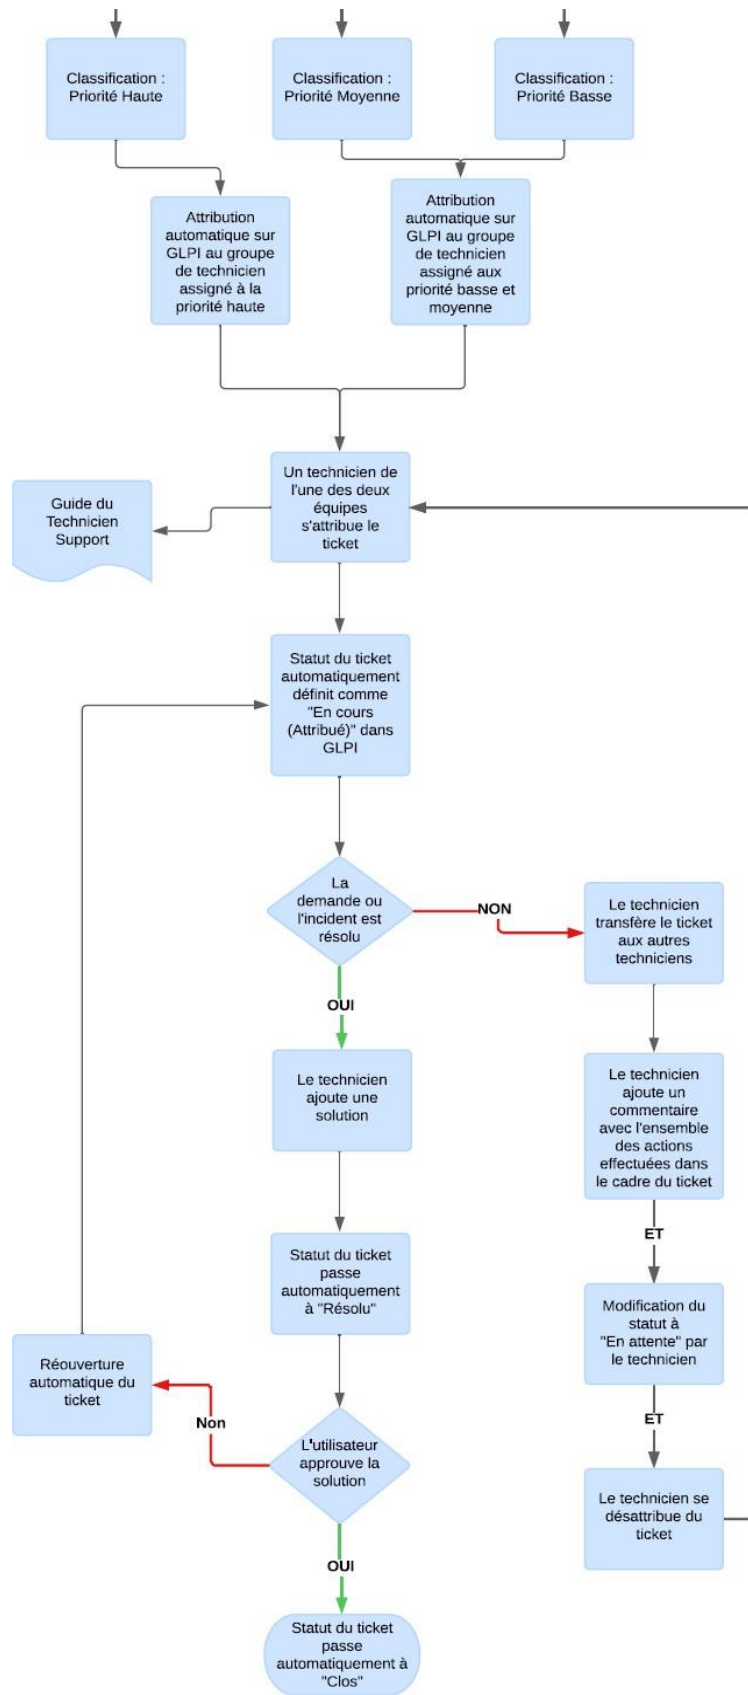 Classification :
Priorité Haute
Classification :
Priorité Moyenne
Classification :
Priorité Basse
Attribution
automatique sur
GLPI au groupe
de technicien
assigné à la
priorité haute
Attribution
automatique sur
GLPI au groupe
de technicien
assigné aux
priorité basse et
moyenne
Un technicien de
l'une des deux
équipes
s'attribue le
ticket
Guide du
Technicien
Support
Statut du ticket
automatiquement
définit comme
"En cours
(Attribué)" dans
GLPI
La
demande ou
l'incident est
résolu
NON
Le technicien
transfère le ticket
aux autres
techniciens
OUI
Le technicien
ajoute une
solution
Le technicien
ajoute un
commentaire
avec l'ensemble
des actions
effectuées dans
le cadre du ticket
ET
Statut du ticket
passe
automatiquement
à "Résolu"
Modification du
statut à
"En attente" par
le technicien
Réouverture
automatique du
ticket
Non
ET
L'utilisateur
approuve la
solution
Le technicien se
désattribue du
ticket
OUI
Statut du ticket
passe
automatiquement à
"Clos"